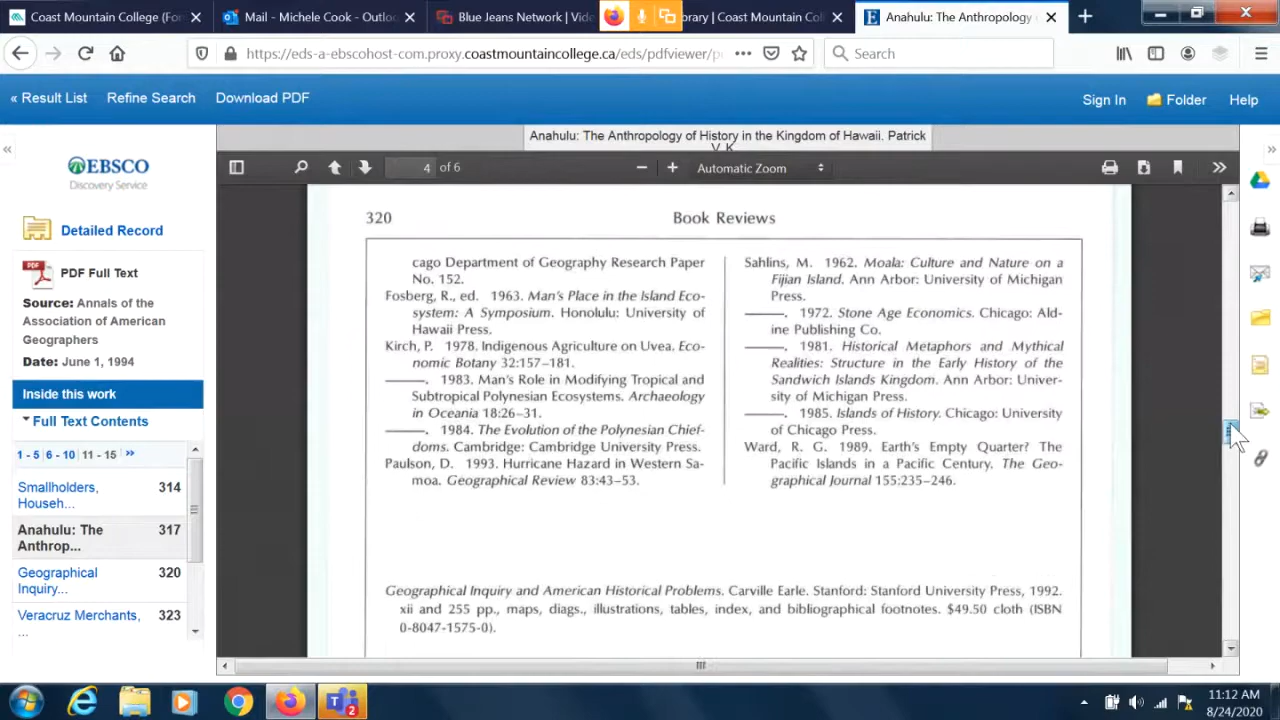 Coast Mountain College (For
Mail - Michele Cook - Outlo
Blue Jeans Network | Vide
brary | Coast Mountain Col
Anahulu: The Anthropology o
https://eds-a-ebscohost-com.proxy.coastmountaincollege.ca/eds/pdfviewer/p
Search
« Result List
Refine Search
Download PDF
Sign In
Folder
Help
Anahulu: The Anthropology of History in the Kingdom of Hawaii. Patrick
V. K
4 of 6
Automatic Zoom
EBSCO
Discovery Service
Detailed Record
PDF
PDF Full Text
Source: Annals of the
Association of American
Geographers
Date: June 1, 1994
Inside this work
Full Text Contents
1 - 5 | 6 - 10 | 11 - 15 | »
Smallholders, 314
Househ...
Anahulu: The 317
Anthrop...
Geographical 320
Inquiry...
Veracruz Merchants, 323
...
320
Book Reviews
cago Department of Geography Research Paper
No. 152.
Fosberg, R., ed. 1963. Man's Place in the Island Eco-
system: A Symposium. Honolulu: University of
Hawaii Press.
Kirch, P. 1978. Indigenous Agriculture on Uvea. Eco-
nomic Botany 32:157–181.
———. 1983. Man's Role in Modifying Tropical and
Subtropical Polynesian Ecosystems. Archaeology
in Oceania 18:26–31.
———. 1984. The Evolution of the Polynesian Chief-
doms. Cambridge: Cambridge University Press.
Paulson, D. 1993. Hurricane Hazard in Western Sa-
moa. Geographical Review 83:43–53.
Sahlins, M. 1962. Moala: Culture and Nature on a
Fijian Island. Ann Arbor: University of Michigan
Press.
———. 1972. Stone Age Economics. Chicago: Ald-
ine Publishing Co.
———. 1981. Historical Metaphors and Mythical
Realities: Structure in the Early History of the
Sandwich Islands Kingdom. Ann Arbor: Univer-
sity of Michigan Press.
———. 1985. Islands of History. Chicago: University
of Chicago Press.
Ward, R. G. 1989. Earth's Empty Quarter? The
Pacific Islands in a Pacific Century. The Geo-
graphical Journal 155:235–246.
Geographical Inquiry and American Historical Problems. Carville Earle. Stanford: Stanford University Press, 1992.
xii and 255 pp., maps, diags., illustrations, tables, index, and bibliographical footnotes. $49.50 cloth (ISBN
0-8047-1575-0).
2
11:12 AM
8/24/2020